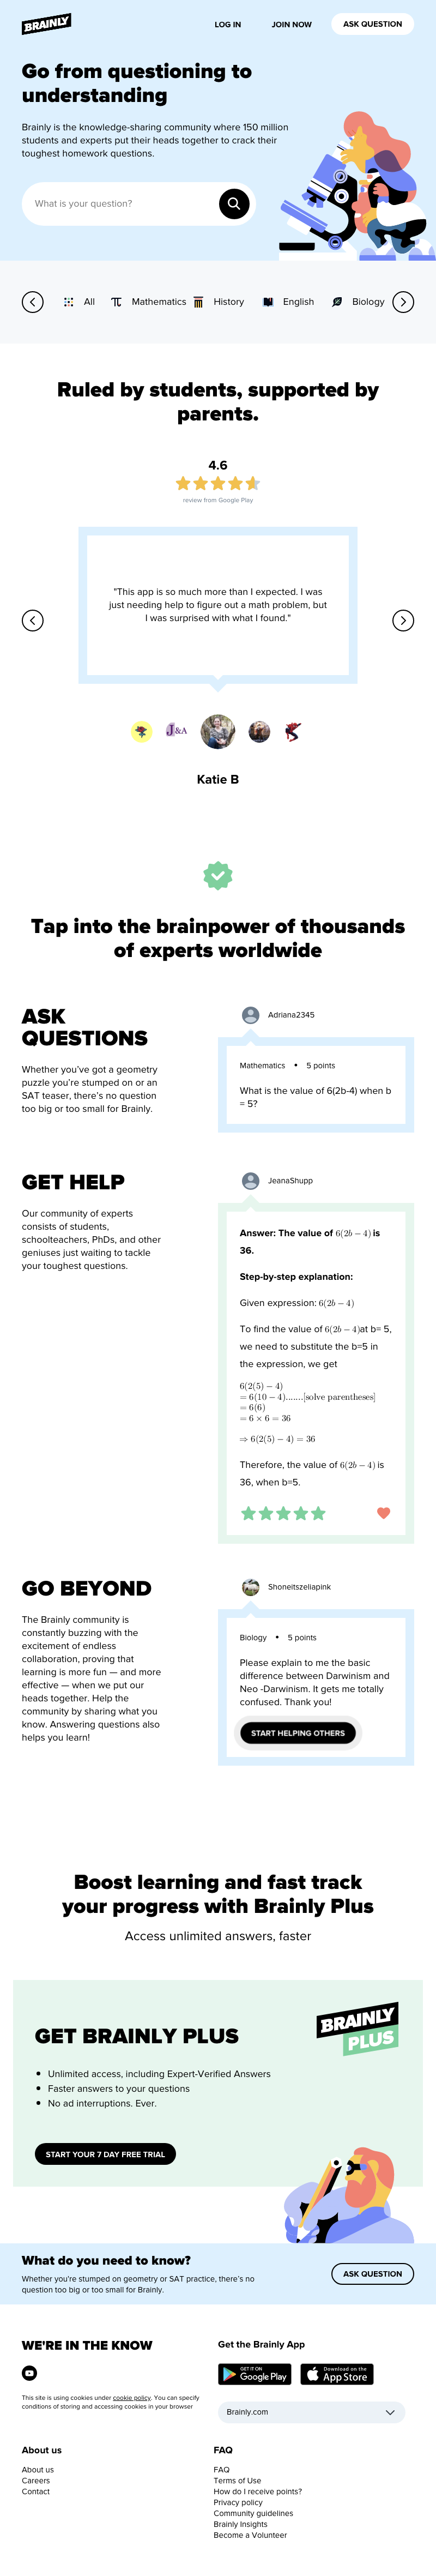 BRAINLY
LOG IN
JOIN NOW
ASK QUESTION
Go from questioning to
understanding
Brainly is the knowledge-sharing community where 150 million
students and experts put their heads together to crack their
toughest homework questions.
What is your question?
All
Mathematics
History
English
Biology
Ruled by students, supported by
parents.
4.6
review from Google Play
"This app is so much more than I expected. I was
just needing help to figure out a math problem, but
I was surprised with what I found."
J&A
Katie B
Tap into the brainpower of thousands
of experts worldwide
ASK
QUESTIONS
Whether you've got a geometry
puzzle you're stumped on or an
SAT teaser, there's no question
too big or too small for Brainly.
Adriana2345
Mathematics • 5 points
What is the value of 6(2b-4) when b
= 5?
GET HELP
Our community of experts
consists of students,
schoolteachers, PhDs, and other
geniuses just waiting to tackle
your toughest questions.
JeanaShupp
Answer: The value of 6(2b − 4) is
36.
Step-by-step explanation:
Given expression: 6(2b − 4)
To find the value of 6(2b − 4)at b= 5,
we need to substitute the b=5 in
the expression, we get
6(2(5) − 4)
= 6(10 − 4).......[solve parentheses]
= 6(6)
= 6 × 6 = 36
⇒ 6(2(5) − 4) = 36
Therefore, the value of 6(2b − 4) is
36, when b=5.
GO BEYOND
The Brainly community is
constantly buzzing with the
excitement of endless
collaboration, proving that
learning is more fun — and more
effective — when we put our
heads together. Help the
community by sharing what you
know. Answering questions also
helps you learn!
Shoneitszeliapink
Biology • 5 points
Please explain to me the basic
difference between Darwinism and
Neo -Darwinism. It gets me totally
confused. Thank you!
START HELPING OTHERS
Boost learning and fast track
your progress with Brainly Plus
Access unlimited answers, faster
GET BRAINLY PLUS
BRAINLY
PLUS
• Unlimited access, including Expert-Verified Answers
• Faster answers to your questions
• No ad interruptions. Ever.
START YOUR 7 DAY FREE TRIAL
What do you need to know?
Whether you're stumped on geometry or SAT practice, there's no
question too big or too small for Brainly.
ASK QUESTION
WE'RE IN THE KNOW
This site is using cookies under cookie policy. You can specify
conditions of storing and accessing cookies in your browser
Get the Brainly App
GET IT ON
Google Play
Download on the
App Store
Brainly.com
About us
About us
Careers
Contact
FAQ
FAQ
Terms of Use
How do I receive points?
Privacy policy
Community guidelines
Brainly Insights
Become a Volunteer